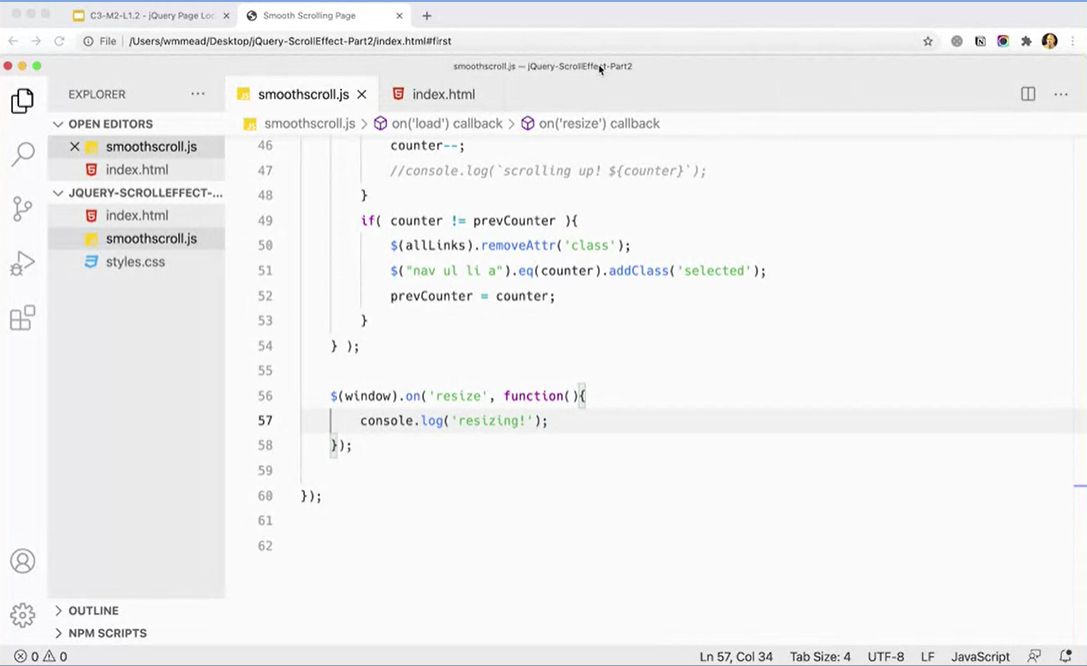 C3-M2-L1.2 - jQuery Page Loc
Smooth Scrolling Page
File /Users/wmmead/Desktop/jQuery-ScrollEffect-Part2/index.html#first
smoothscroll.js — jQuery-ScrollEffect-Part2
EXPLORER
smoothscroll.js
index.html
OPEN EDITORS
smoothscroll.js > on('load') callback > on('resize') callback
smoothscroll.js
index.html
JQUERY-SCROLLEFFECT-...
index.html
smoothscroll.js
styles.css
46 counter--;
47 //console.log(`scrolling up! ${counter}`);
48 }
49 if( counter != prevCounter ){
50 $(allLinks).removeAttr('class');
51 $("nav ul li a").eq(counter).addClass('selected');
52 prevCounter = counter;
53 }
54 } );
55
56 $(window).on('resize', function(){
57 console.log('resizing!');
58 });
59
60 });
61
62
OUTLINE
NPM SCRIPTS
0 0 Ln 57, Col 34 Tab Size: 4 UTF-8 LF JavaScript